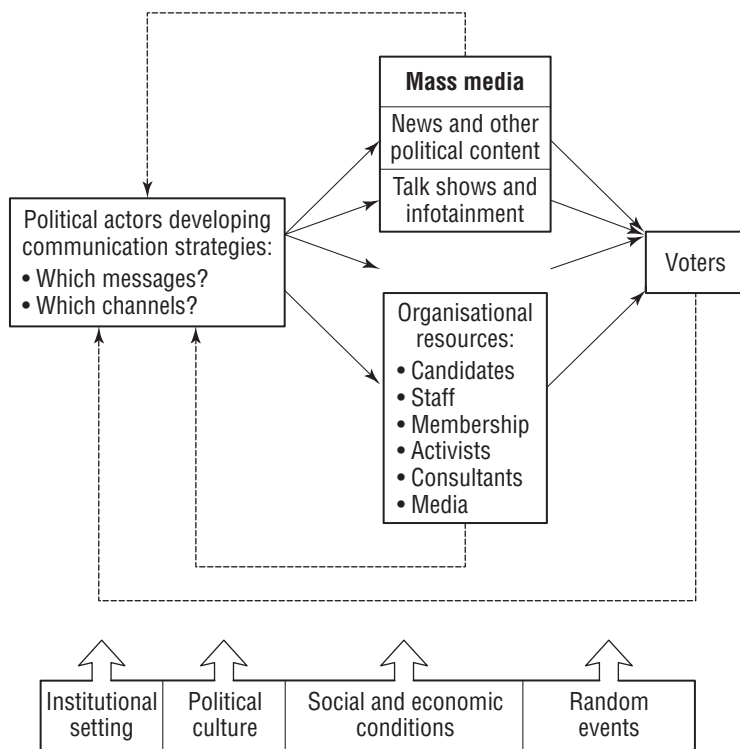 Mass media
News and other
political content
Talk shows and
infotainment
Political actors developing
communication strategies:
• Which messages?
• Which channels?
Voters
Organisational
resources:
• Candidates
• Staff
• Membership
• Activists
• Consultants
• Media
Institutional
setting
Political
culture
Social and economic
conditions
Random
events